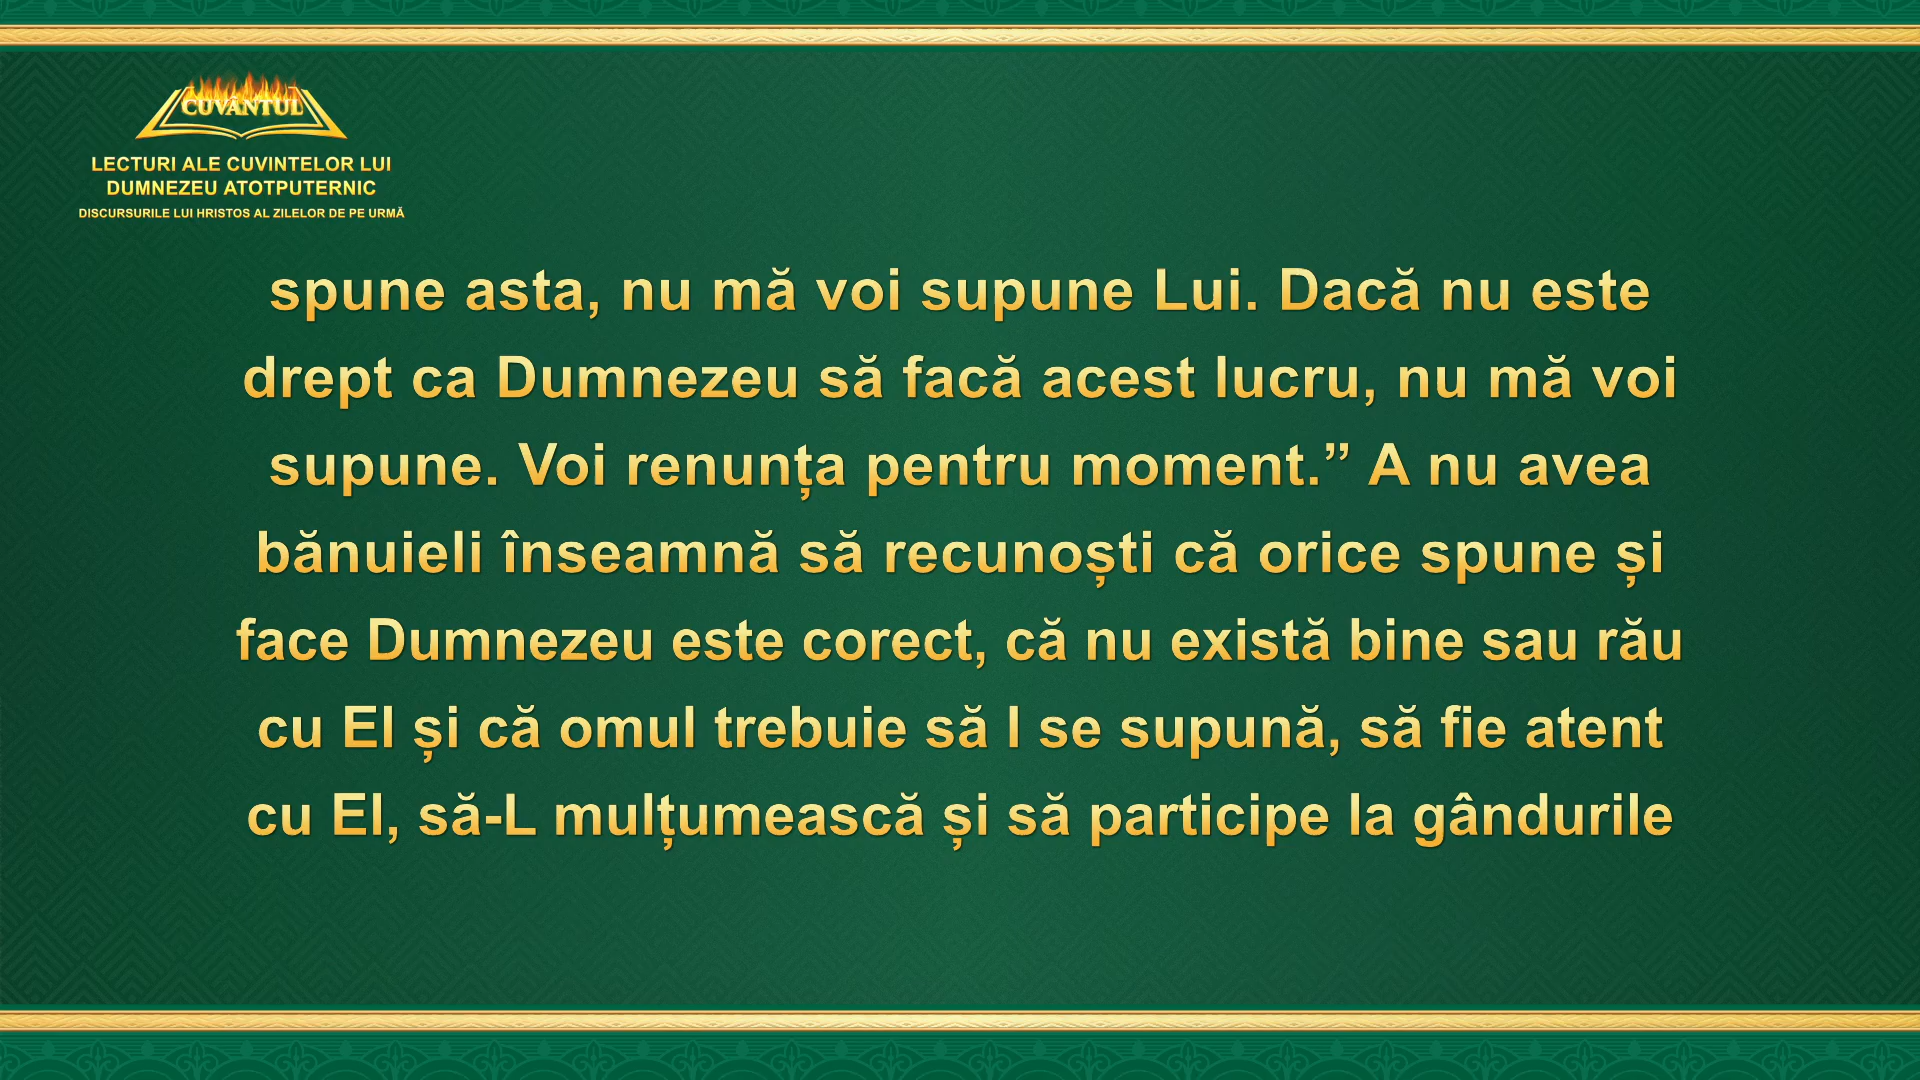 CUVÂNTUL
LECTURI ALE CUVINTELOR LUI
DUMNEZEU ATOTPUTERNIC
DISCURSURILE LUI HRISTOS AL ZILELOR DE PE URMĂ
spune asta, nu mă voi supune Lui. Dacă nu este
drept ca Dumnezeu să facă acest lucru, nu mă voi
supune. Voi renunța pentru moment.” A nu avea
bănuieli înseamnă să recunoști că orice spune și
face Dumnezeu este corect, că nu există bine sau rău
cu El și că omul trebuie să I se supună, să fie atent
cu El, să-L mulțumească și să participe la gândurile